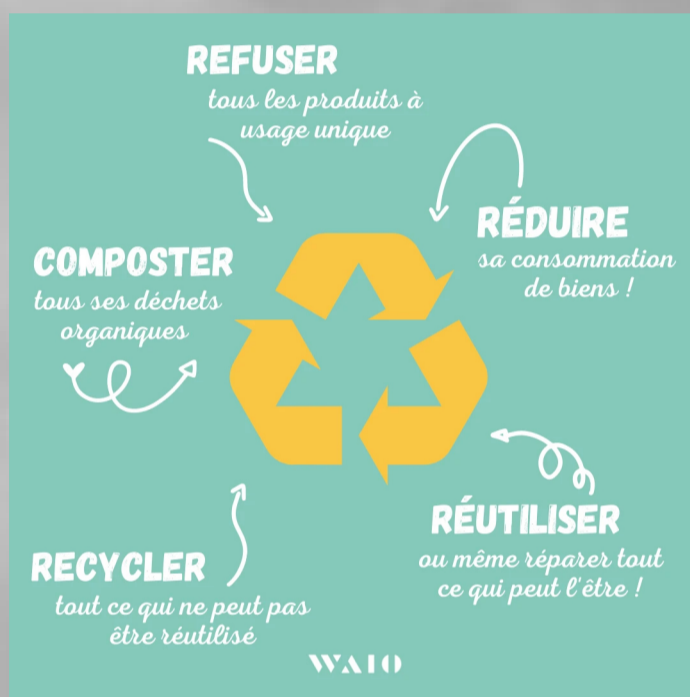 REFUSER
tous les produits à
usage unique
RÉDUIRE
sa consommation
de biens !
COMPOSTER
tous ses déchets
organiques
RÉUTILISER
ou même réparer tout
ce qui peut l'être !
RECYCLER
tout ce qui ne peut pas
être réutilisé
WAIO